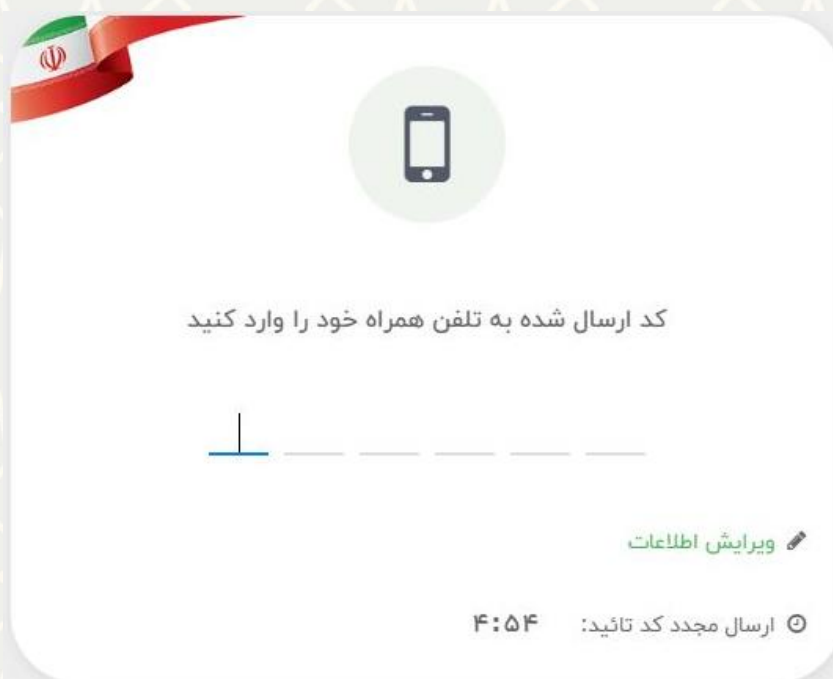 کد ارسال شده به تلفن همراه خود را وارد کنید
ویرایش اطلاعات
ارسال مجدد کد تائید: ۴:۵۴